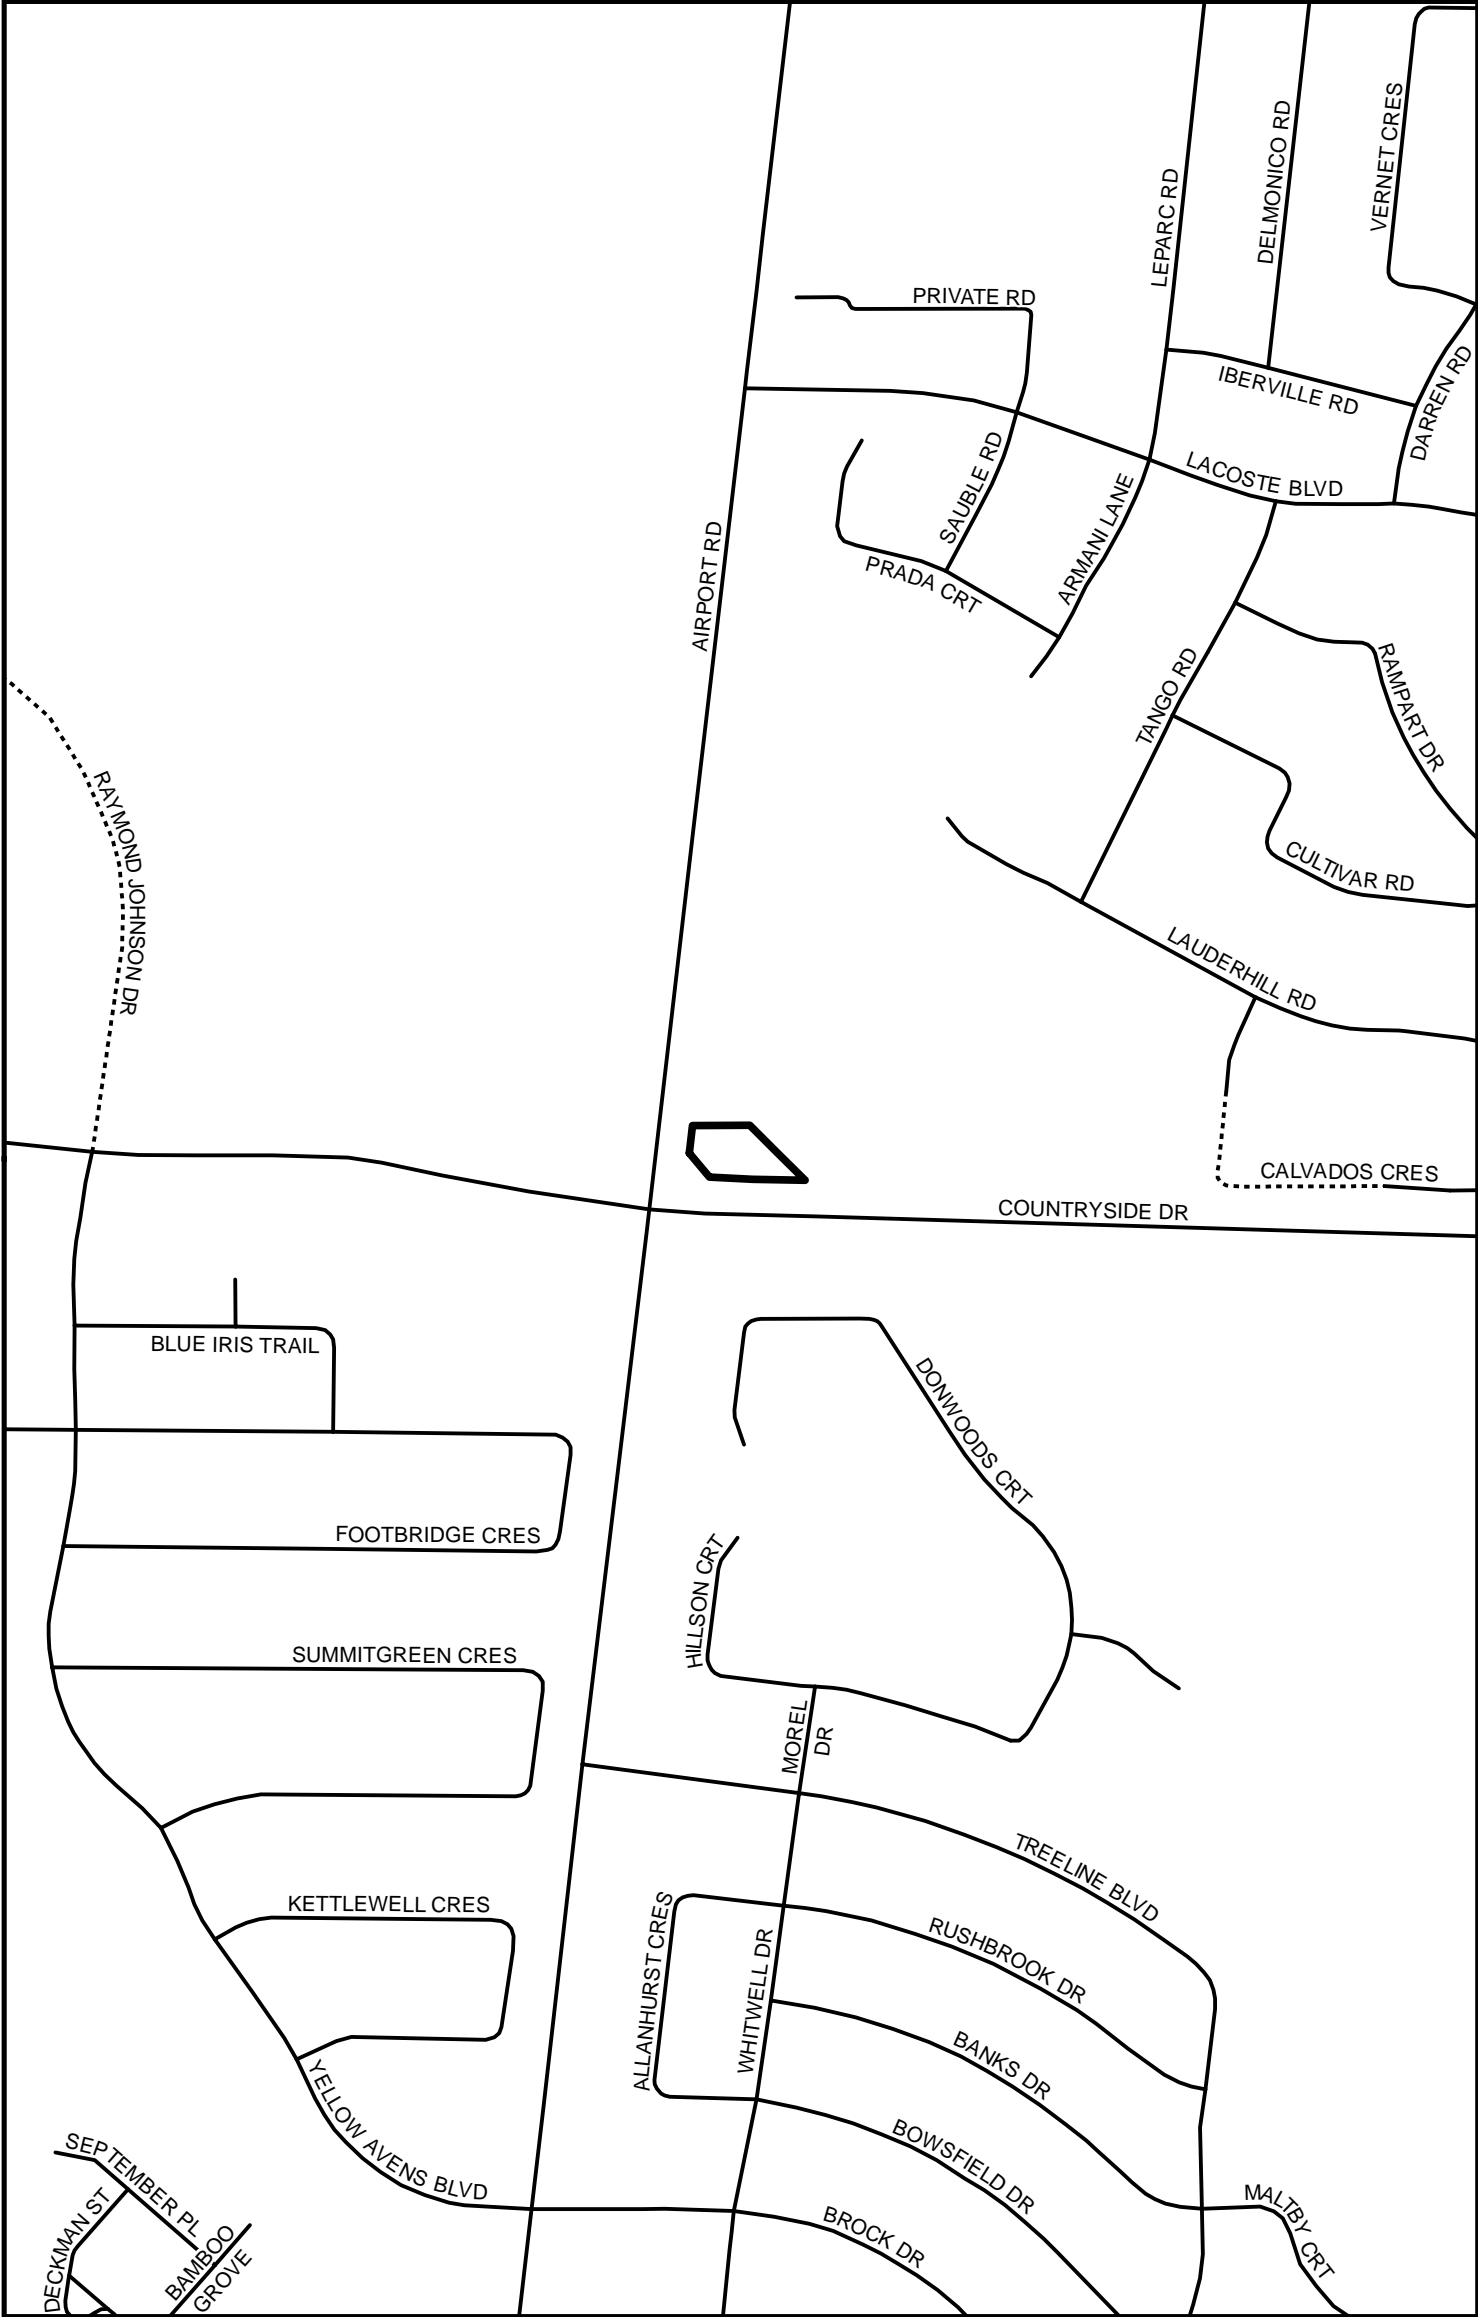 VERNET CRES
DELMONICO RD
LEPARC RD
PRIVATE RD
IBERVILLE RD
DARREN RD
LACOSTE BLVD
SAUBLE RD
ARMANI LANE
PRADA CRT
AIRPORT RD
TANGO RD
RAMPART DR
RAYMOND JOHNSON DR
CULTIVAR RD
LAUDERHILL RD
CALVADOS CRES
COUNTRYSIDE DR
BLUE IRIS TRAIL
DONWOODS CRT
FOOTBRIDGE CRES
HILLSON CRT
SUMMITGREEN CRES
MOREL
DR
TREELINE BLVD
KETTLEWELL CRES
ALLANHURST CRES
WHITWELL DR
RUSHBROOK DR
BANKS DR
YELLOW AVENS BLVD
BOWSFIELD DR
SEPTEMBER PL
DECKMAN ST
BAMBOO
GROVE
BROCK DR
MALTBY CRT